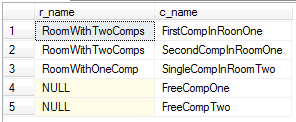 r_name c_name
1 RoomWithTwoComps FirstCompInRoonOne
2 RoomWithTwoComps SecondCompInRoomOne
3 RoomWithOneComp SingleCompInRoomTwo
4 NULL FreeCompOne
5 NULL FreeCompTwo